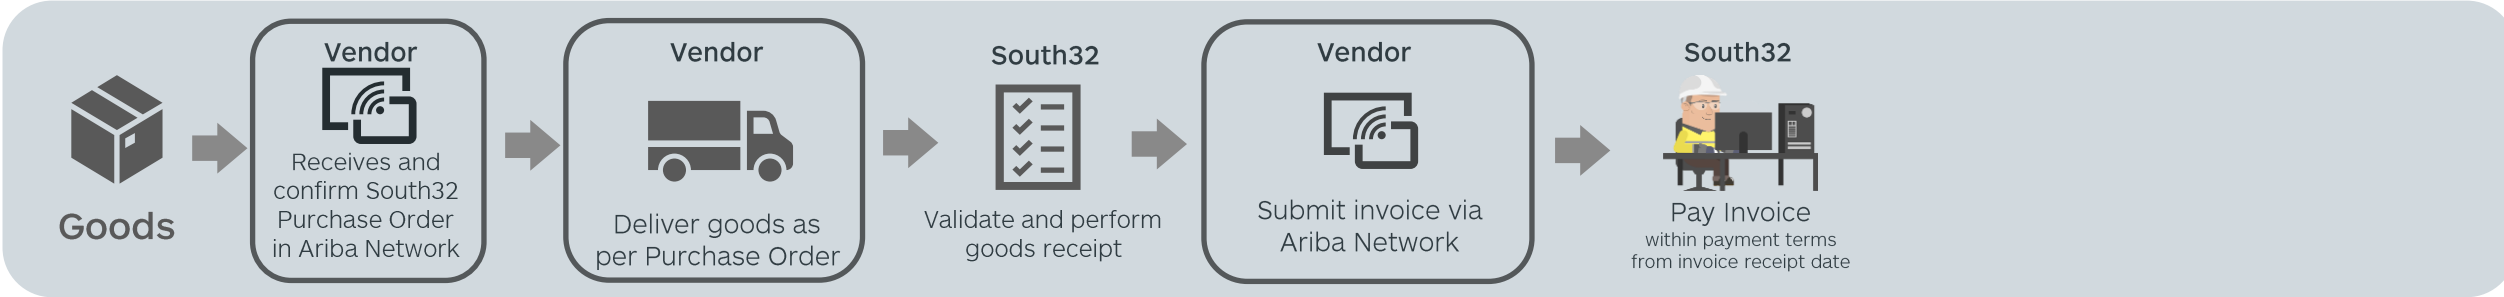 Goods
Vendor
Receives and
confirm South32
Purchase Order
in Ariba Network
Vendor
Deliver goods as
per Purchase Order
South32
Validate and perform
goods receipt
Vendor
Submit invoice via
Ariba Network
South32
Pay Invoice
within payment terms
from invoice receipt date